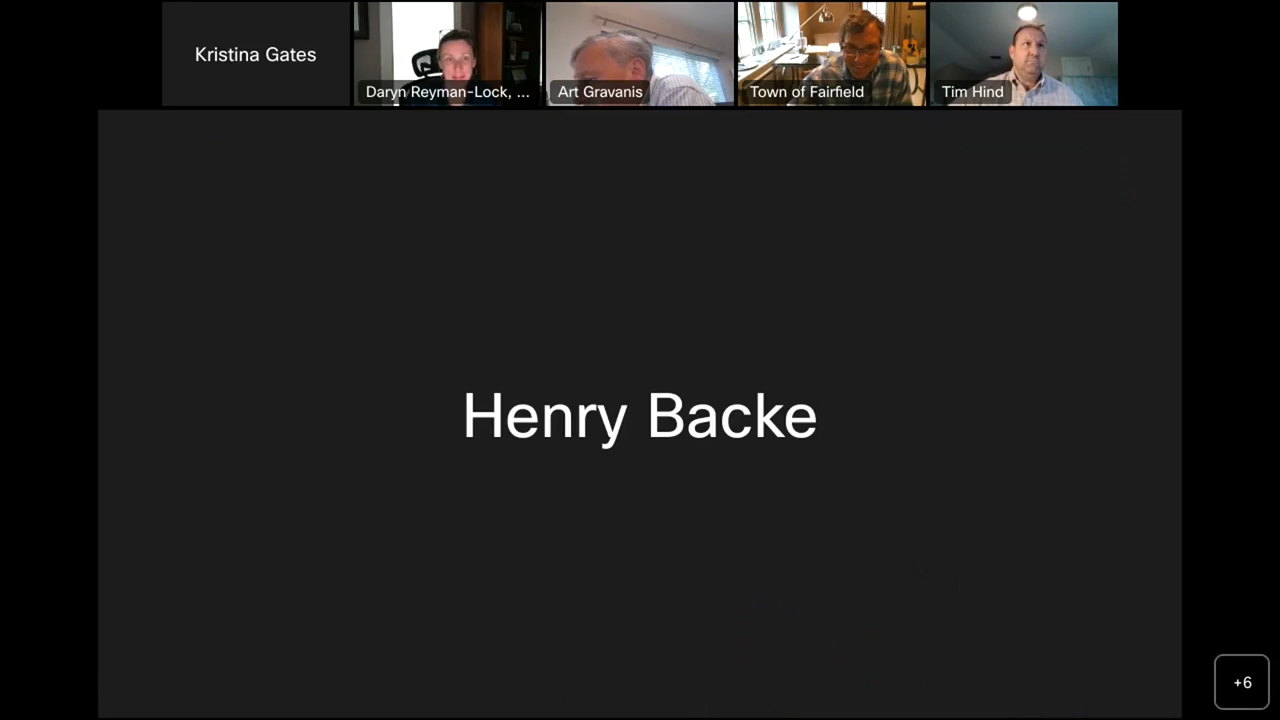 Kristina Gates
Daryn Reyman-Lock, ...
Art Gravanis
Town of Fairfield
Tim Hind
Henry Backe
+6